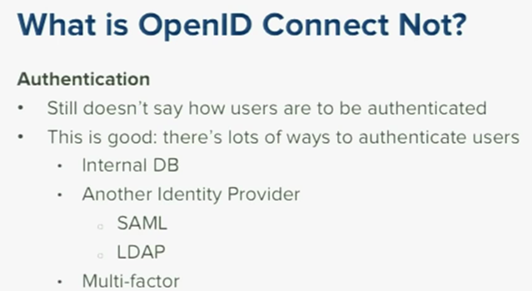 What is OpenID Connect Not?
Authentication
• Still doesn't say how users are to be authenticated
• This is good: there's lots of ways to authenticate users
• Internal DB
• Another Identity Provider
○ SAML
○ LDAP
• Multi-factor